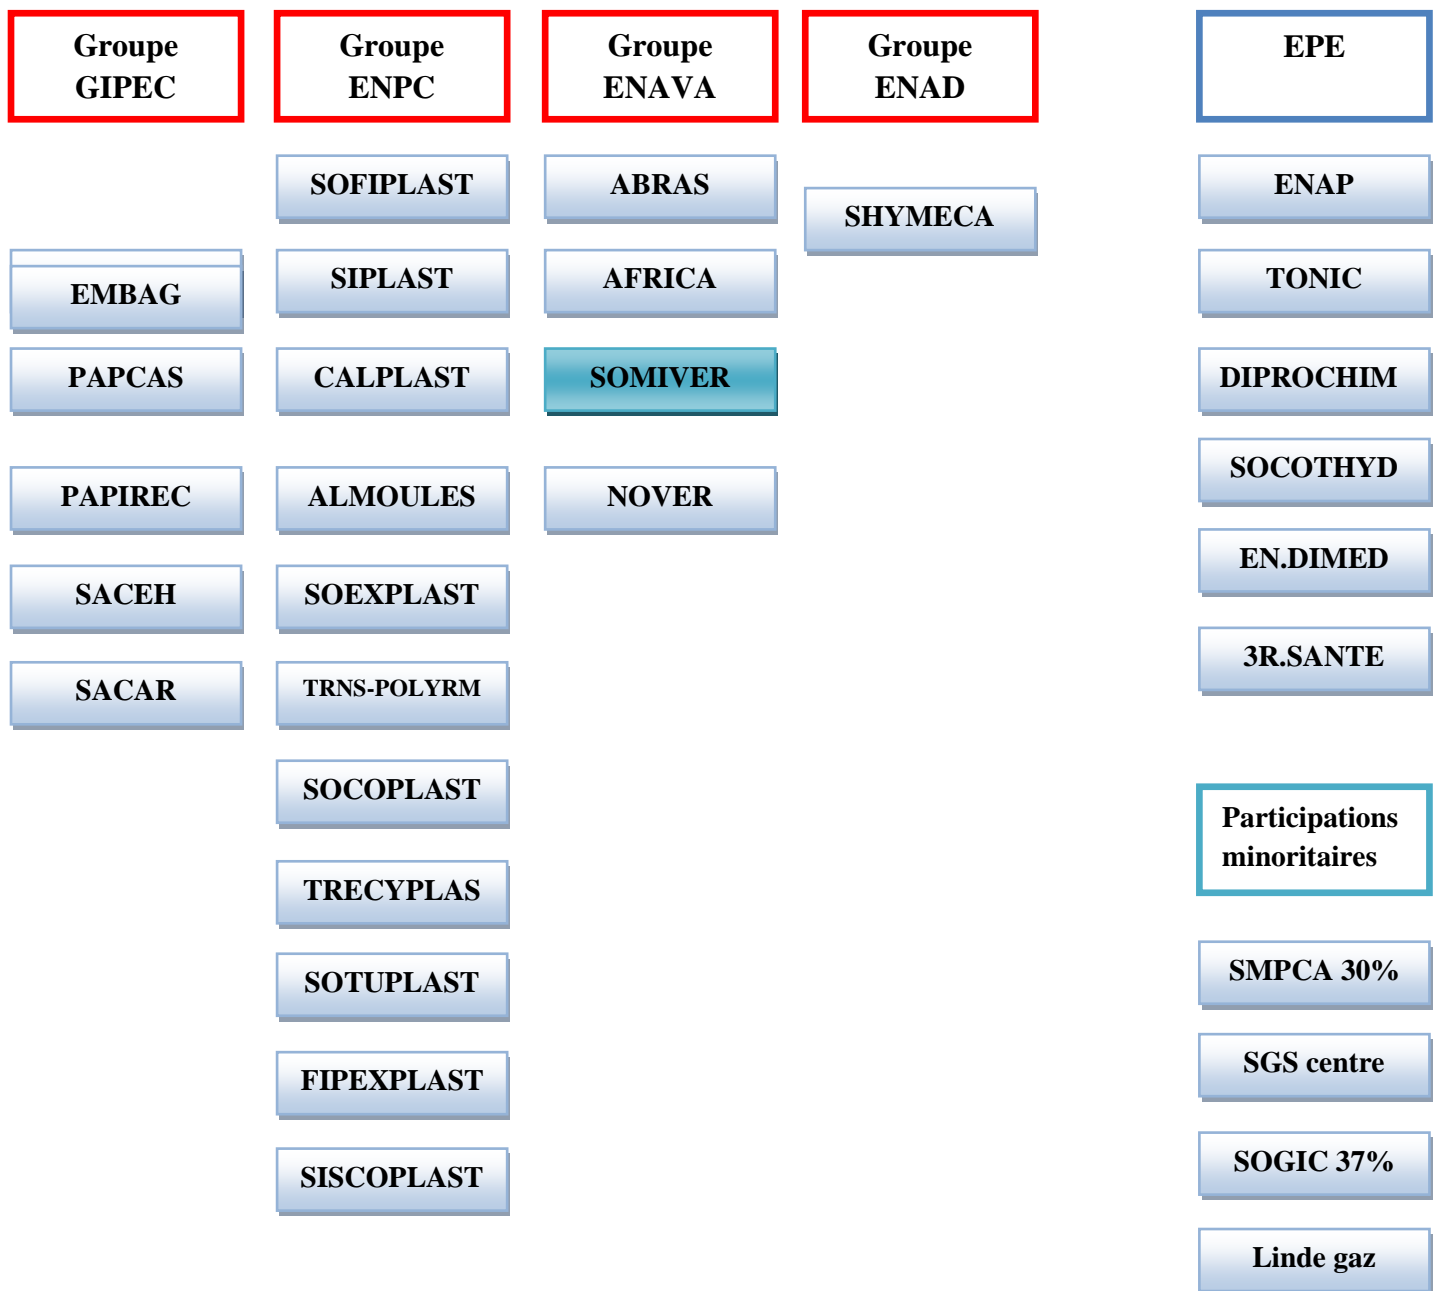 Groupe
GIPEC
EMBAG
PAPCAS
PAPIREC
SACEH
SACAR
Groupe
ENPC
SOFIPLAST
SIPLAST
CALPLAST
ALMOULES
SOEXPLAST
TRNS-POLYRM
SOCOPLAST
TRECYPLAS
SOTUPLAST
FIPEXPLAST
SISCOPLAST
Groupe
ENAVA
ABRAS
AFRICA
SOMIVER
NOVER
Groupe
ENAD
SHYMECA
EPE
ENAP
TONIC
DIPROCHIM
SOCOTHYD
EN.DIMED
3R.SANTE
Participations
minoritaires
SMPCA 30%
SGS centre
SOGIC 37%
Linde gaz